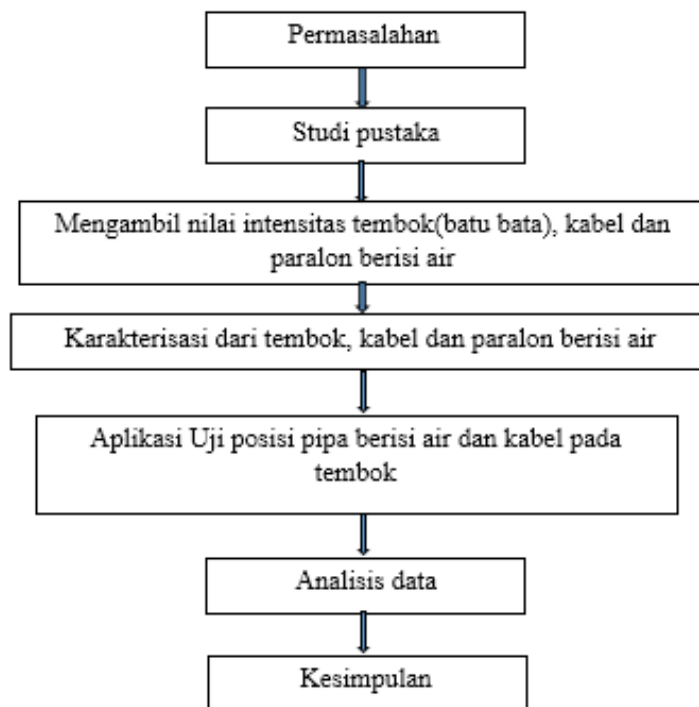 Permasalahan
Studi pustaka
Mengambil nilai intensitas tembok(batu bata), kabel dan
paralon berisi air
Karakterisasi dari tembok, kabel dan paralon berisi air
Aplikasi Uji posisi pipa berisi air dan kabel pada
tembok
Analisis data
Kesimpulan